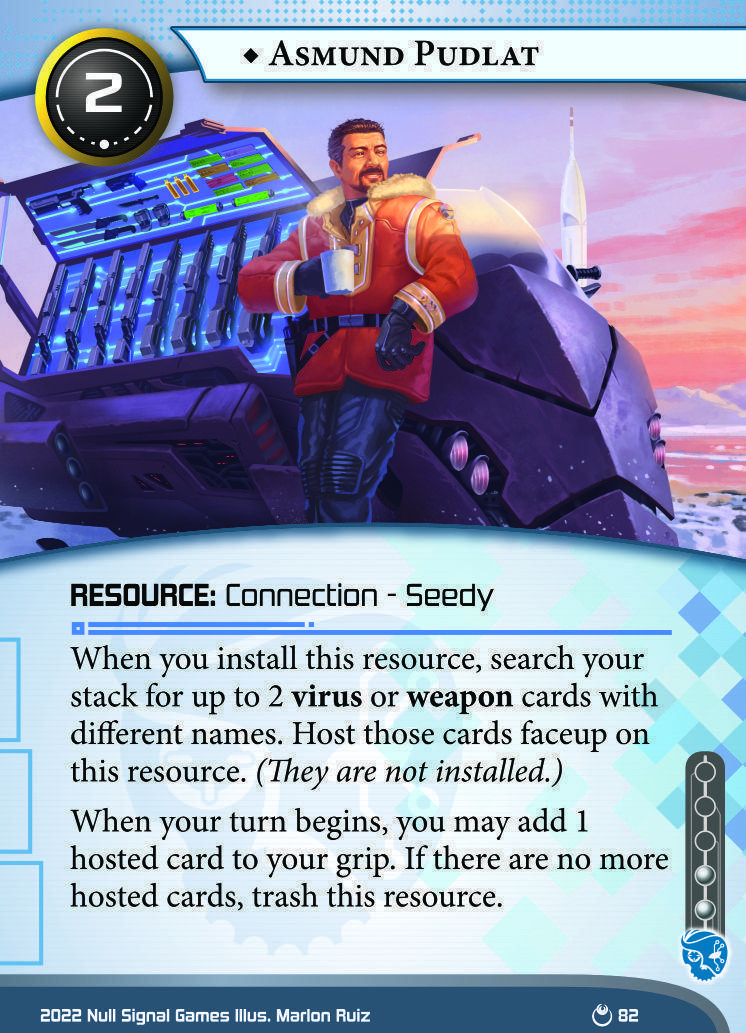 2
◆ Asmund Pudlat
RESOURCE: Connection - Seedy
When you install this resource, search your
stack for up to 2 virus or weapon cards with
different names. Host those cards faceup on
this resource. (They are not installed.)
When your turn begins, you may add 1
hosted card to your grip. If there are no more
hosted cards, trash this resource.
2022 Null Signal Games Illus. Marlon Ruiz
82